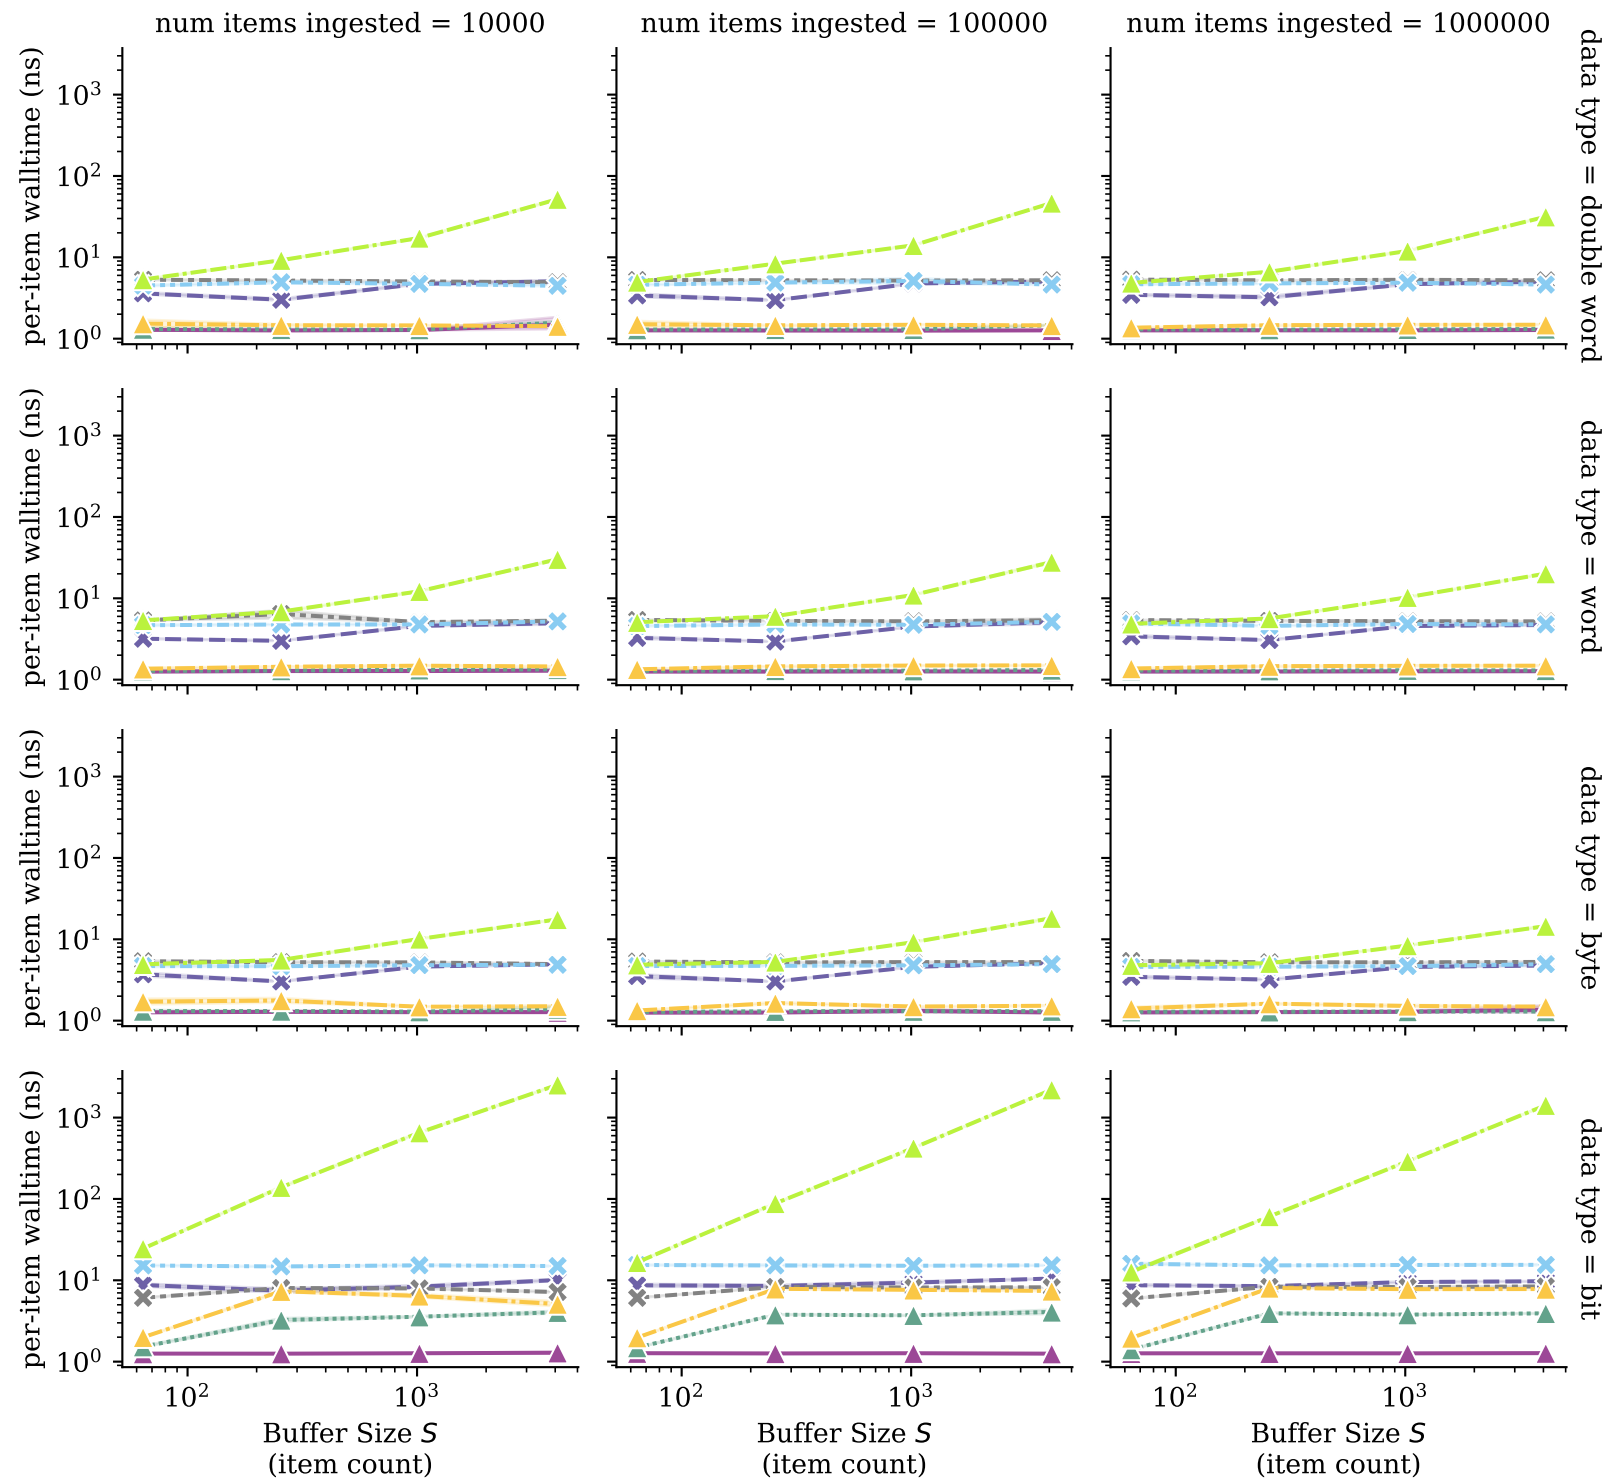 num items ingested = 10000
num items ingested = 100000
num items ingested = 1000000
per-item walltime (ns)
10³
10²
10¹
10⁰
data type = double word
per-item walltime (ns)
10³
10²
10¹
10⁰
data type = word
per-item walltime (ns)
10³
10²
10¹
10⁰
data type = byte
per-item walltime (ns)
10³
10²
10¹
10⁰
data type = bit
10² 10³
10² 10³
10² 10³
Buffer Size S
(item count)
Buffer Size S
(item count)
Buffer Size S
(item count)